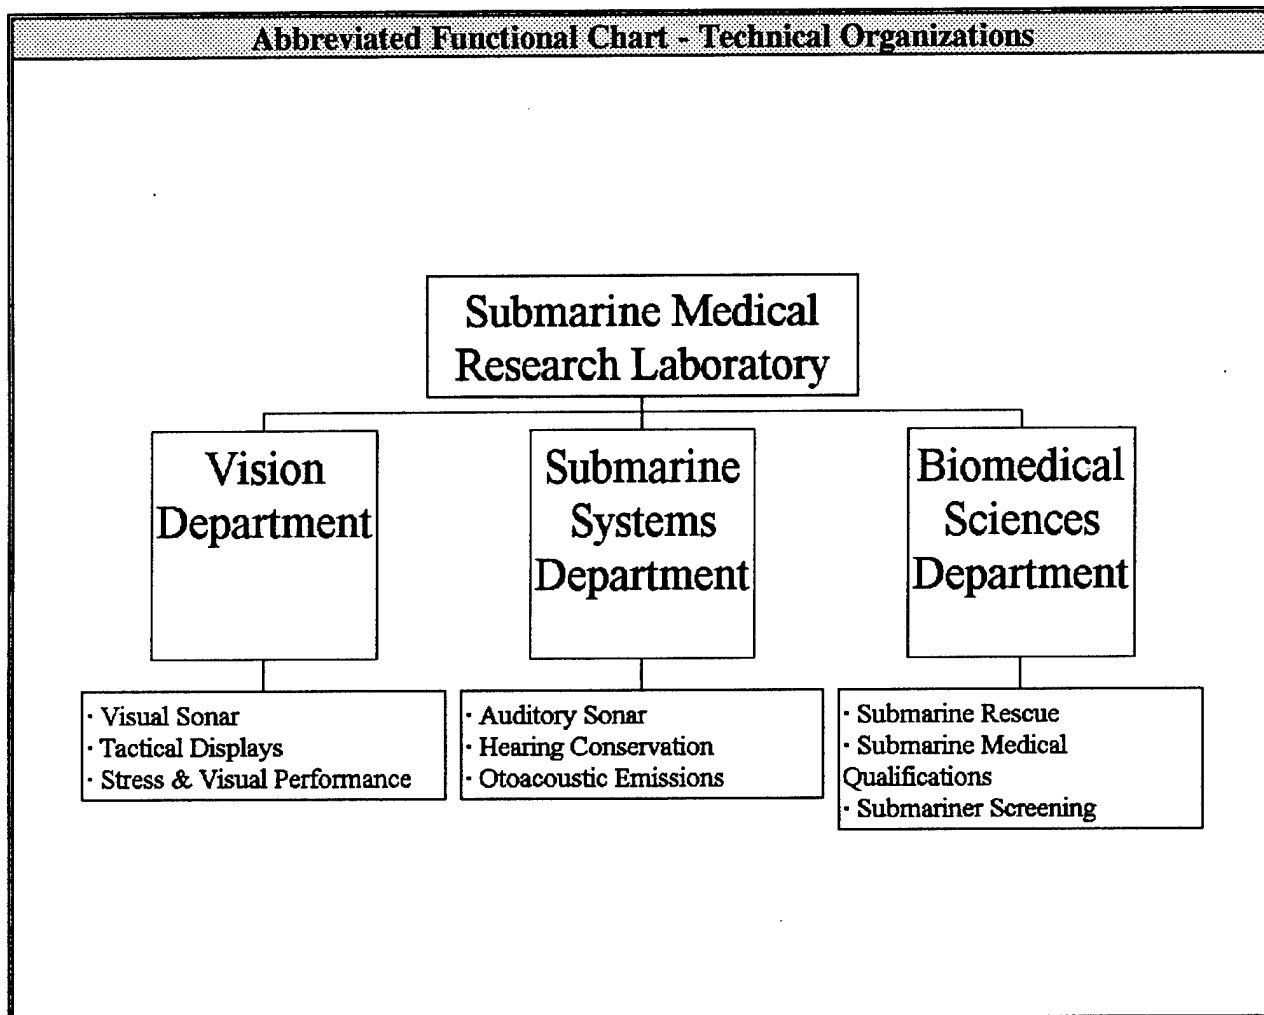 Abbreviated Functional Chart - Technical Organizations
Submarine Medical
Research Laboratory
Vision
Department
Submarine
Systems
Department
Biomedical
Sciences
Department
· Visual Sonar
· Tactical Displays
· Stress & Visual Performance
· Auditory Sonar
· Hearing Conservation
· Otoacoustic Emissions
· Submarine Rescue
· Submarine Medical
Qualifications
· Submariner Screening